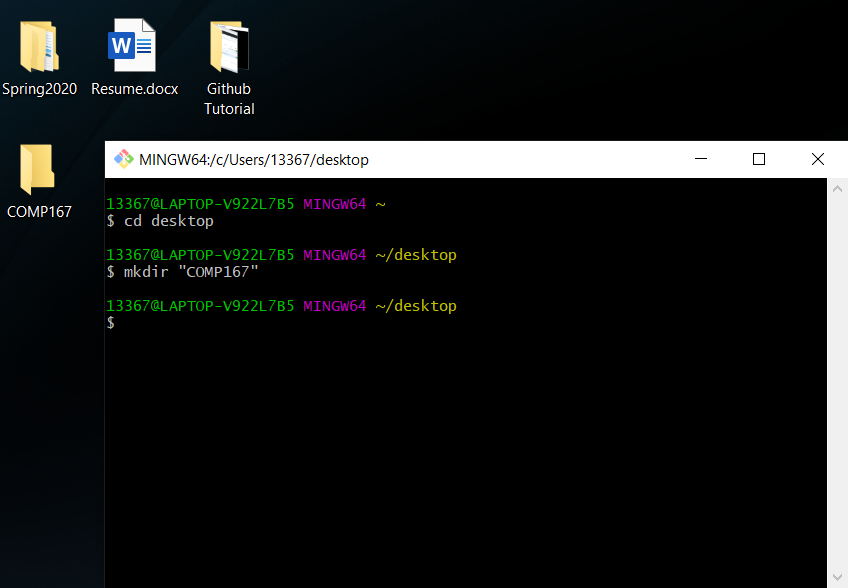 Spring2020
Resume.docx
Github
Tutorial
COMP167
MINGW64:/c/Users/13367/desktop
13367@LAPTOP-V922L7B5 MINGW64 ~
$ cd desktop
13367@LAPTOP-V922L7B5 MINGW64 ~/desktop
$ mkdir "COMP167"
13367@LAPTOP-V922L7B5 MINGW64 ~/desktop
$